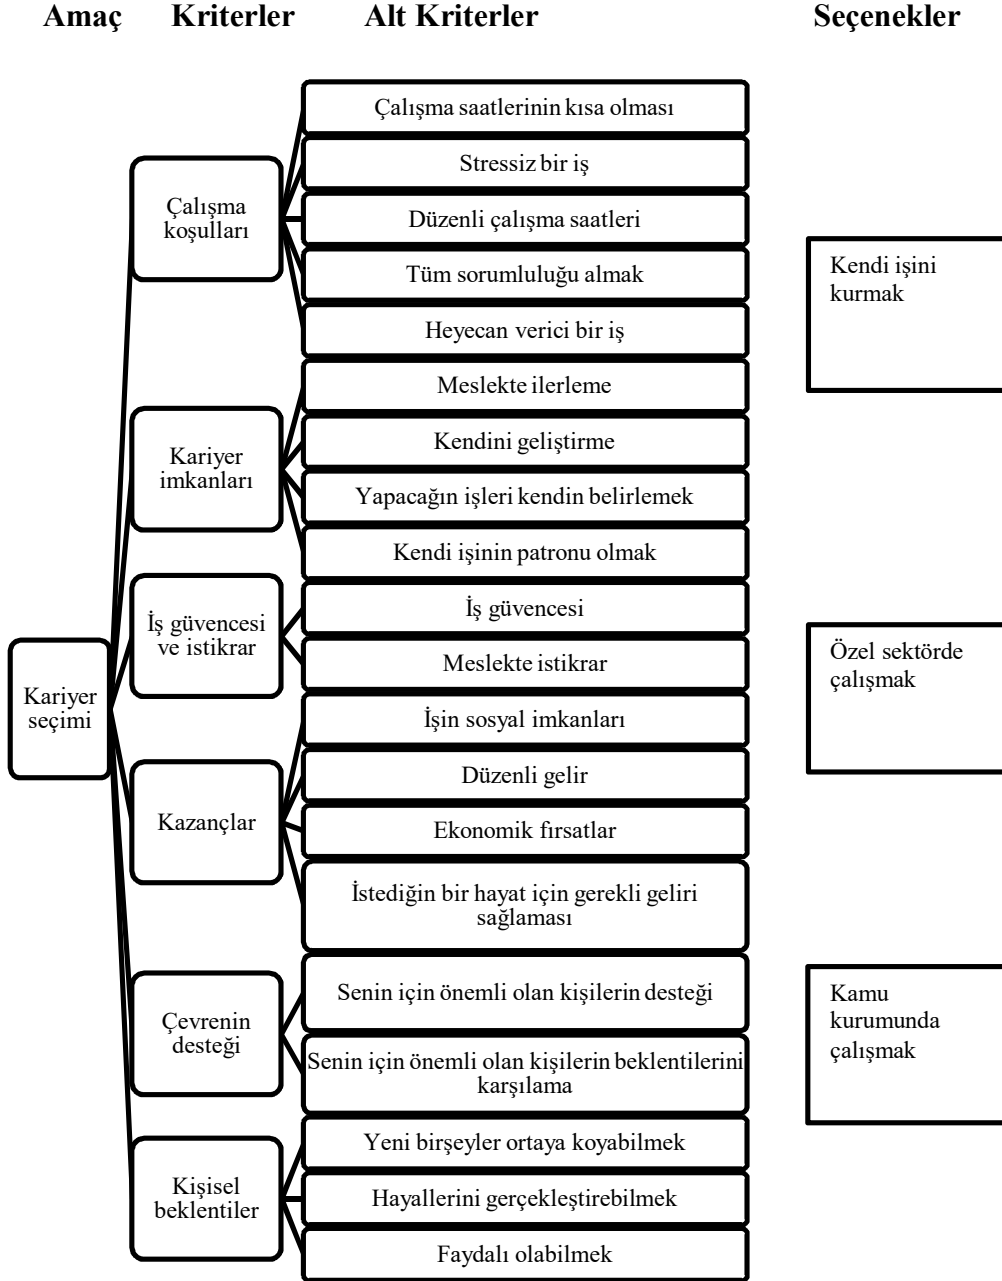 Amaç Kriterler Alt Kriterler Seçenekler
Kariyer
seçimi
Çalışma
koşulları
Çalışma saatlerinin kısa olması
Stressiz bir iş
Düzenli çalışma saatleri
Tüm sorumluluğu almak
Heyecan verici bir iş
Kariyer
imkanları
Meslekte ilerleme
Kendini geliştirme
Yapacağın işleri kendin belirlemek
Kendi işinin patronu olmak
İş güvencesi
ve istikrar
İş güvencesi
Meslekte istikrar
Kazançlar
İşin sosyal imkanları
Düzenli gelir
Ekonomik fırsatlar
İstediğin bir hayat için gerekli geliri
sağlaması
Çevrenin
desteği
Senin için önemli olan kişilerin desteği
Senin için önemli olan kişilerin beklentilerini
karşılama
Kişisel
beklentiler
Yeni birşeyler ortaya koyabilmek
Hayallerini gerçekleştirebilmek
Faydalı olabilmek
Kendi işini
kurmak
Özel sektörde
çalışmak
Kamu
kurumunda
çalışmak